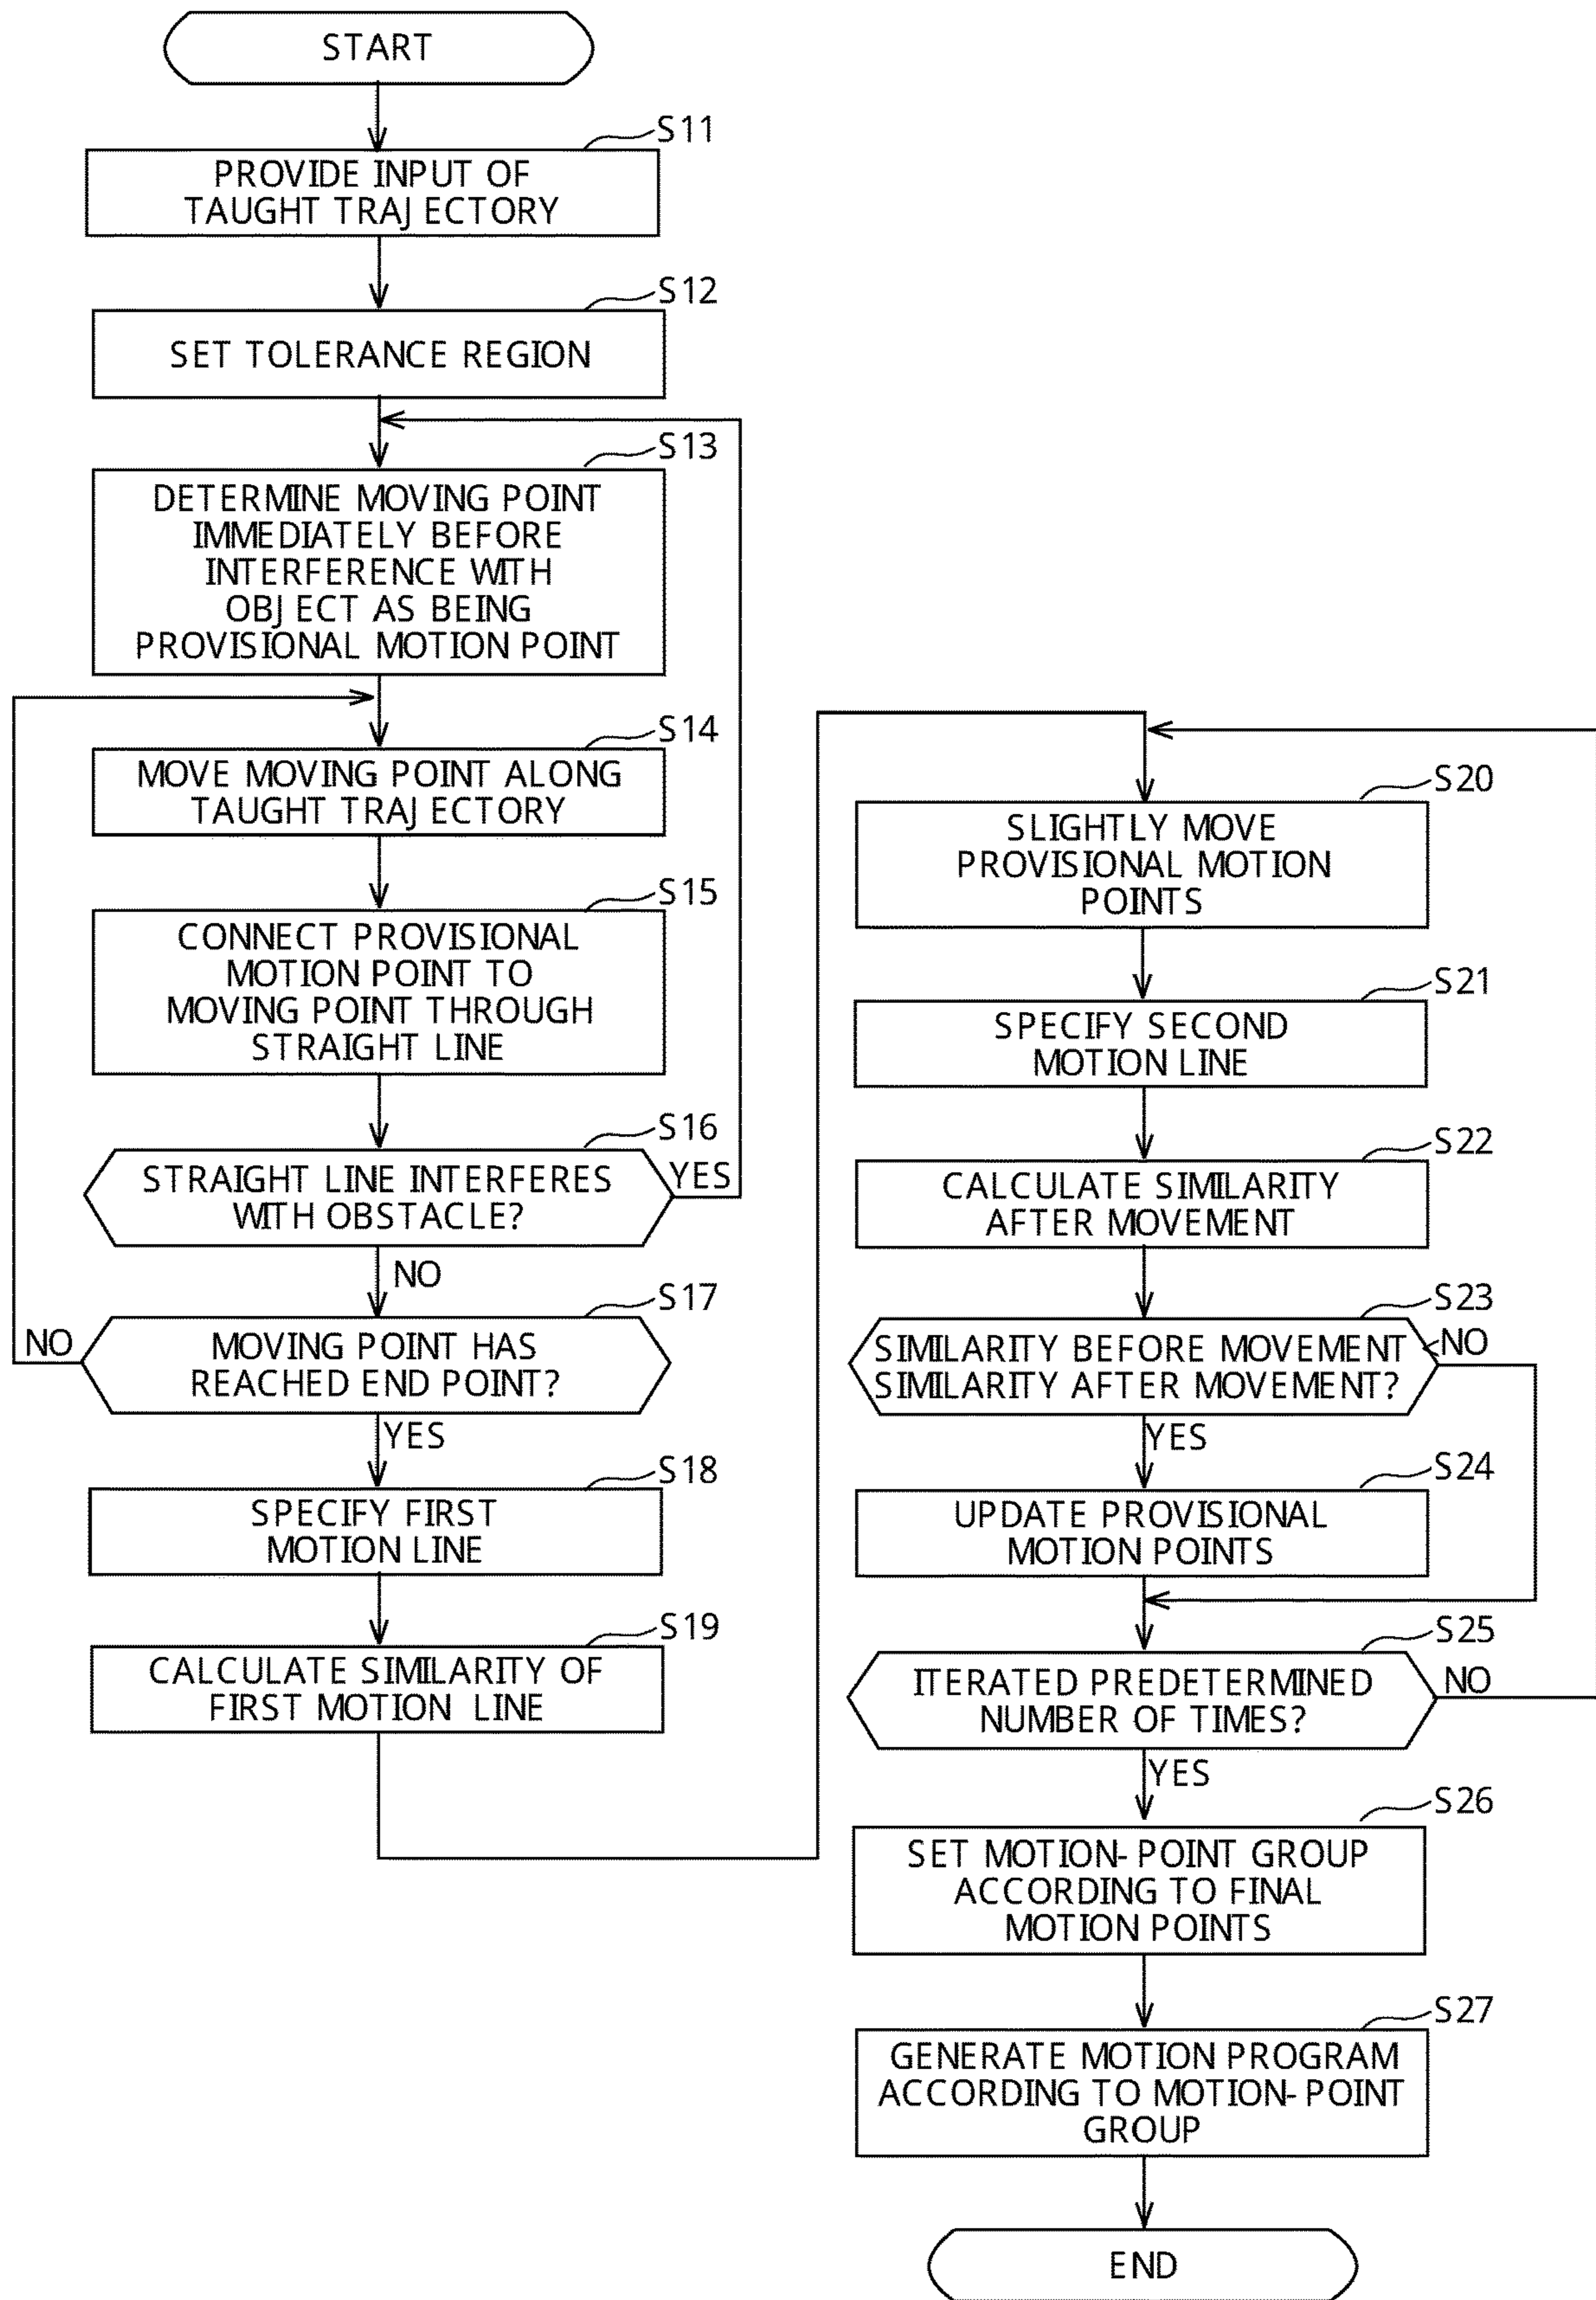 START
S11
PROVIDE INPUT OF
TAUGHT TRAJECTORY
S12
SET TOLERANCE REGION
S13
DETERMINE MOVING POINT
IMMEDIATELY BEFORE
INTERFERENCE WITH
OBJECT AS BEING
PROVISIONAL MOTION POINT
S14
MOVE MOVING POINT ALONG
TAUGHT TRAJECTORY
S15
CONNECT PROVISIONAL
MOTION POINT TO
MOVING POINT THROUGH
STRAIGHT LINE
S16
STRAIGHT LINE INTERFERES
WITH OBSTACLE?
YES
NO
S17
MOVING POINT HAS
REACHED END POINT?
NO
YES
S18
SPECIFY FIRST
MOTION LINE
S19
CALCULATE SIMILARITY OF
FIRST MOTION LINE
S20
SLIGHTLY MOVE
PROVISIONAL MOTION
POINTS
S21
SPECIFY SECOND
MOTION LINE
S22
CALCULATE SIMILARITY
AFTER MOVEMENT
S23
SIMILARITY BEFORE MOVEMENT <
SIMILARITY AFTER MOVEMENT?
NO
YES
S24
UPDATE PROVISIONAL
MOTION POINTS
S25
ITERATED PREDETERMINED
NUMBER OF TIMES?
NO
YES
S26
SET MOTION-POINT GROUP
ACCORDING TO FINAL
MOTION POINTS
S27
GENERATE MOTION PROGRAM
ACCORDING TO MOTION-POINT
GROUP
END